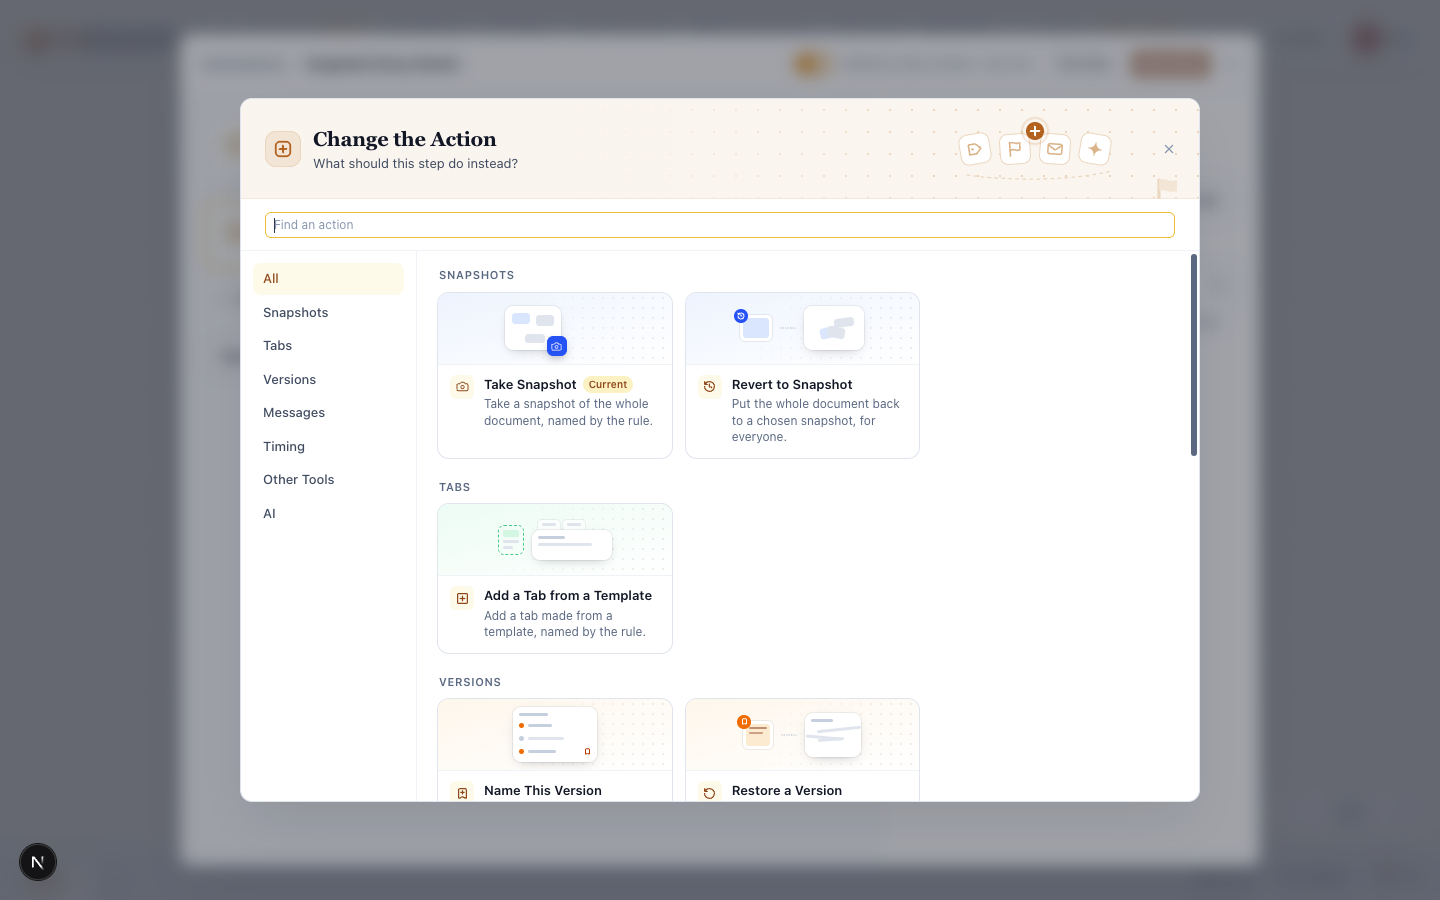 Change the Action
What should this step do instead?
Find an action
All
Snapshots
Tabs
Versions
Messages
Timing
Other Tools
AI
SNAPSHOTS
Take Snapshot Current
Take a snapshot of the whole
document, named by the rule.
Revert to Snapshot
Put the whole document back
to a chosen snapshot, for
everyone.
TABS
Add a Tab from a Template
Add a tab made from a
template, named by the rule.
VERSIONS
Name This Version
Restore a Version
N